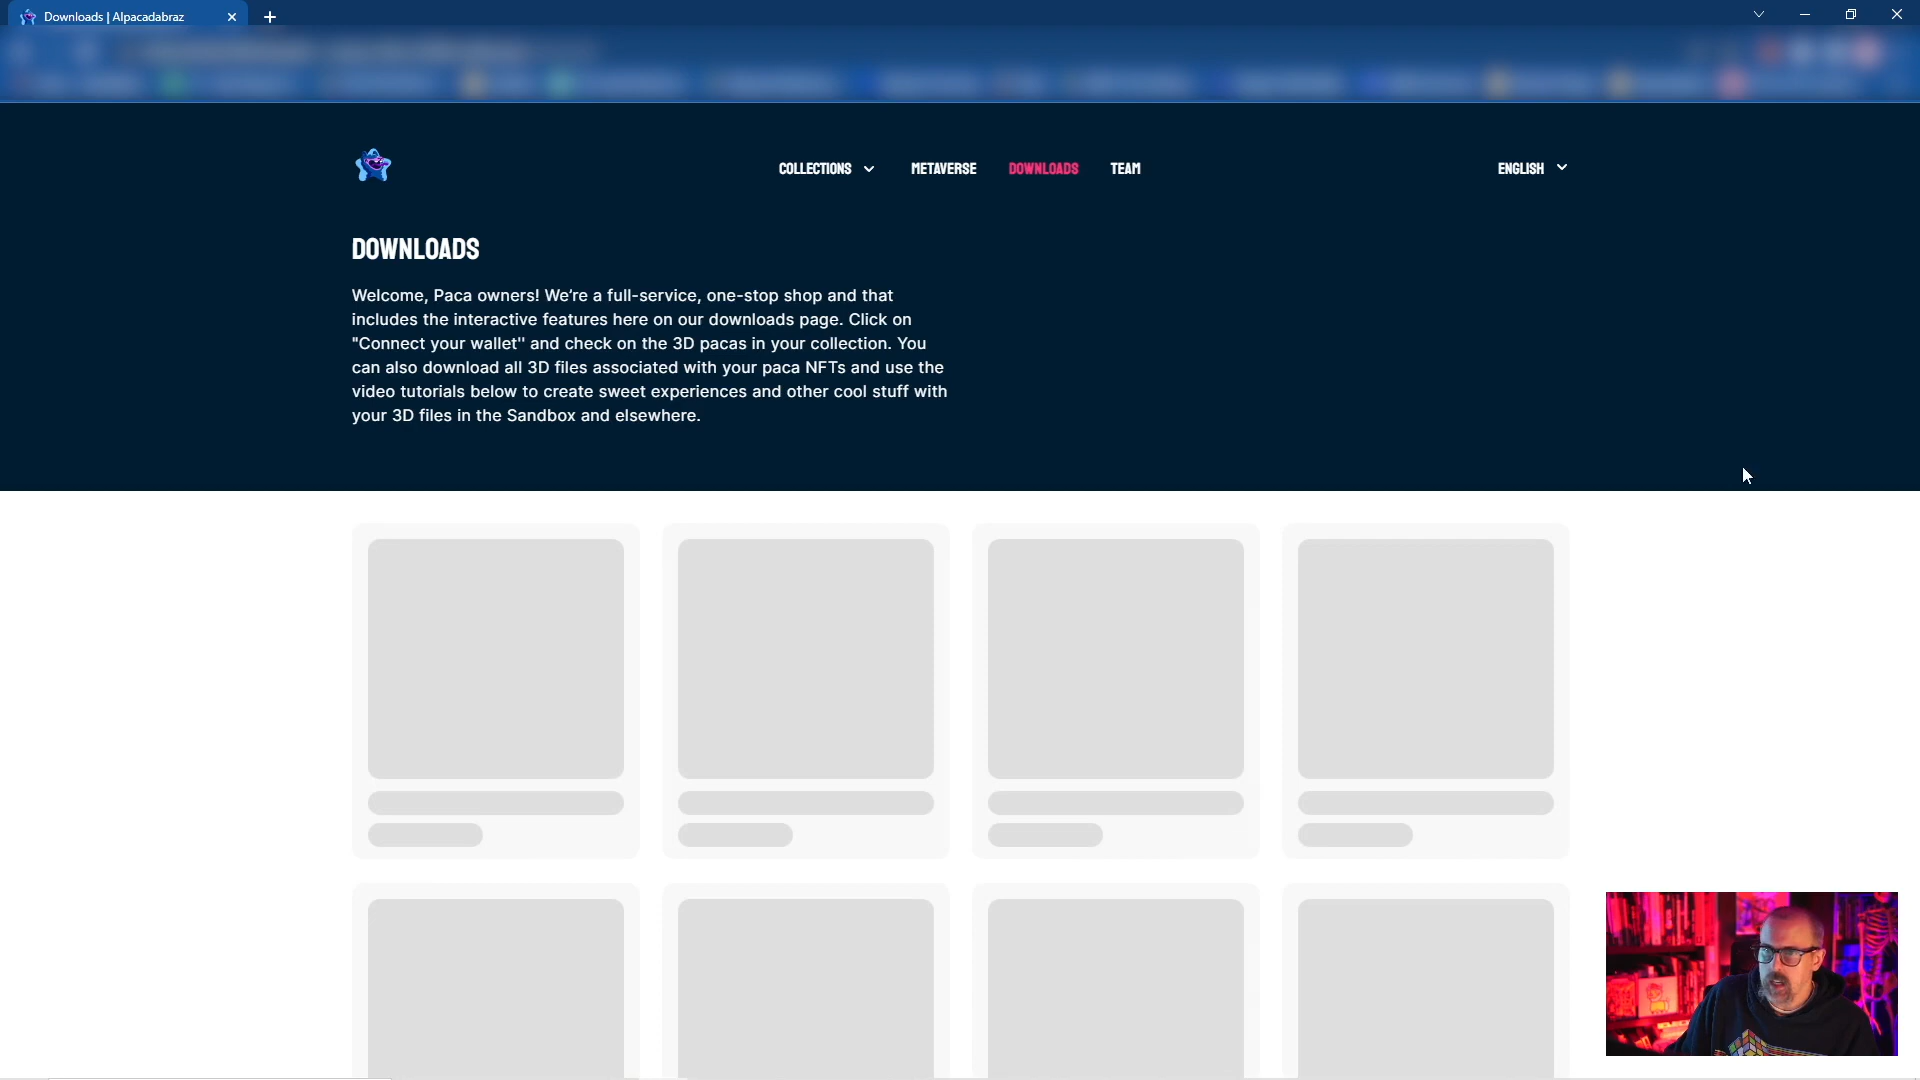 Downloads | Alpacadabraz
COLLECTIONS
METAVERSE
DOWNLOADS
TEAM
ENGLISH
DOWNLOADS
Welcome, Paca owners! We're a full-service, one-stop shop and that
includes the interactive features here on our downloads page. Click on
"Connect your wallet" and check on the 3D pacas in your collection. You
can also download all 3D files associated with your paca NFTs and use the
video tutorials below to create sweet experiences and other cool stuff with
your 3D files in the Sandbox and elsewhere.